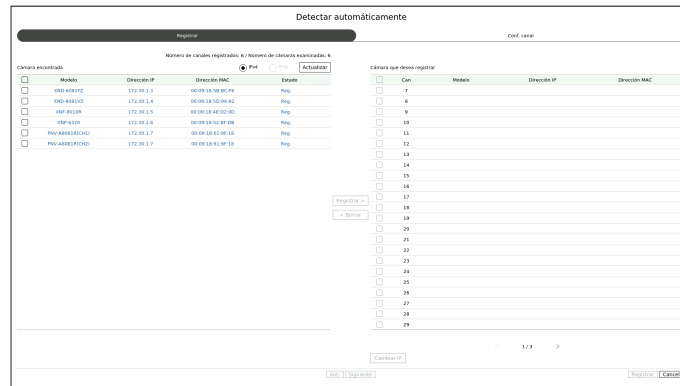 Detectar automáticamente
Registrar
Conf. canal
Número de canales registrados: 6 / Número de cámaras examinadas: 6
Cámara encontrada
IPv4
IPv6
Actualizar
Modelo Dirección IP Dirección MAC Estado
XND-6081FZ 172.30.1.3 00:09:18:5B:BC:F6 Reg.
XND-8081VZ 172.30.1.4 00:09:18:5D:94:A2 Reg.
XNF-8010R 172.30.1.5 00:09:18:4E:D2:0D Reg.
XNP-6320 172.30.1.6 00:09:18:52:8F:DB Reg.
PNV-A8081R(CH1) 172.30.1.7 00:09:18:61:9F:18 Reg.
PNV-A8081R(CH2) 172.30.1.7 00:09:18:61:9F:18 Reg.
Registrar >
< Borrar
Cámara que desea registrar
Can Modelo Dirección IP Dirección MAC
7
8
9
10
11
12
13
14
15
16
17
18
19
20
21
22
23
24
25
26
27
28
29
< 1 / 3 >
Cambiar IP
Ant. Siguiente
Registrar